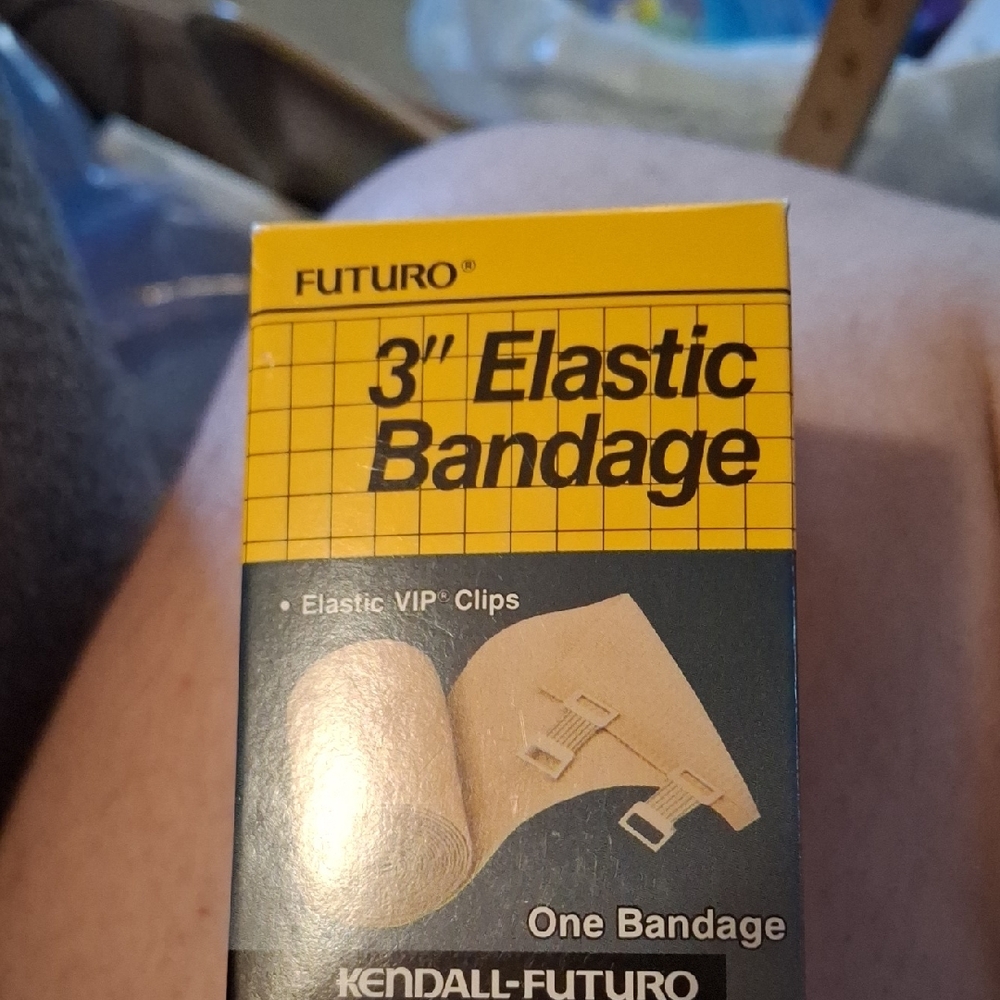 FUTURO®
3" Elastic
Bandage
• Elastic VIP® Clips
One Bandage
KENDALL-FUTURO